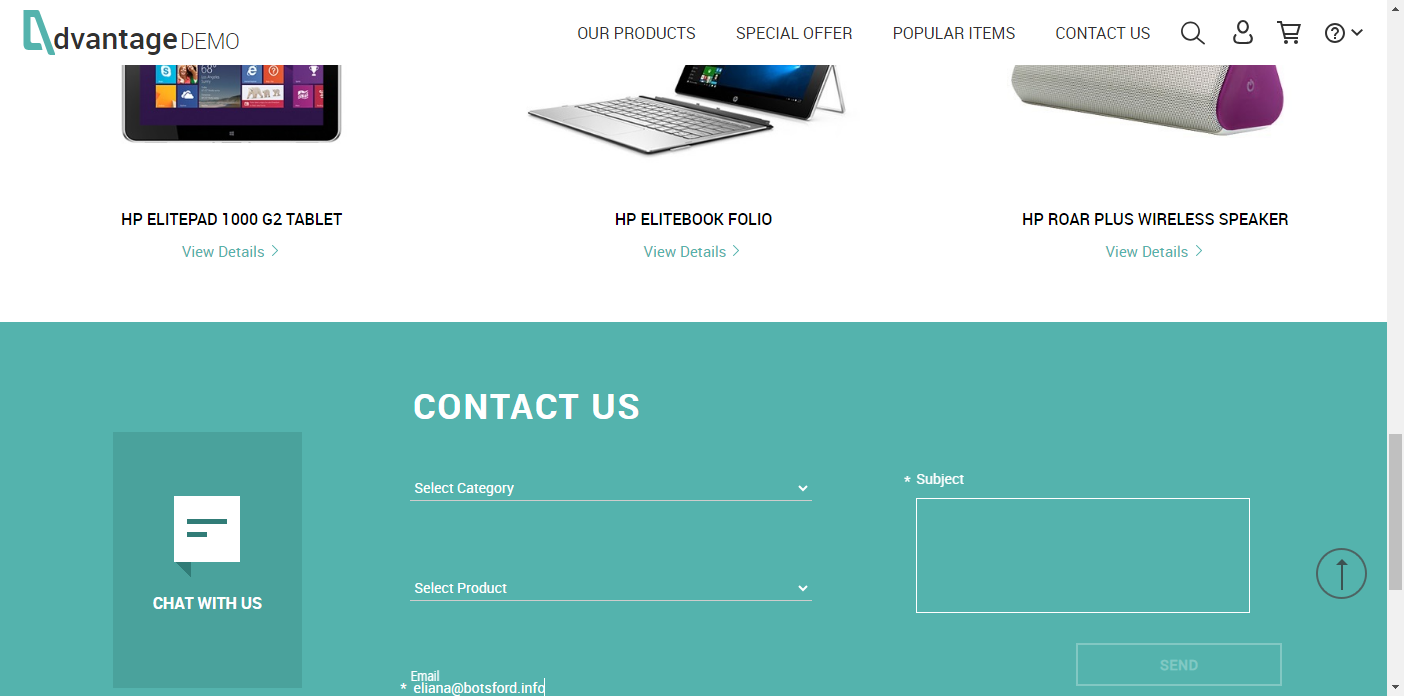 dvantage DEMO
OUR PRODUCTS
SPECIAL OFFER
POPULAR ITEMS
CONTACT US
68°
HP ELITEPAD 1000 G2 TABLET
View Details
HP ELITEBOOK FOLIO
View Details
HP ROAR PLUS WIRELESS SPEAKER
View Details
CONTACT US
CHAT WITH US
Select Category
Select Product
Email
* eliana@botsford.info
* Subject
SEND